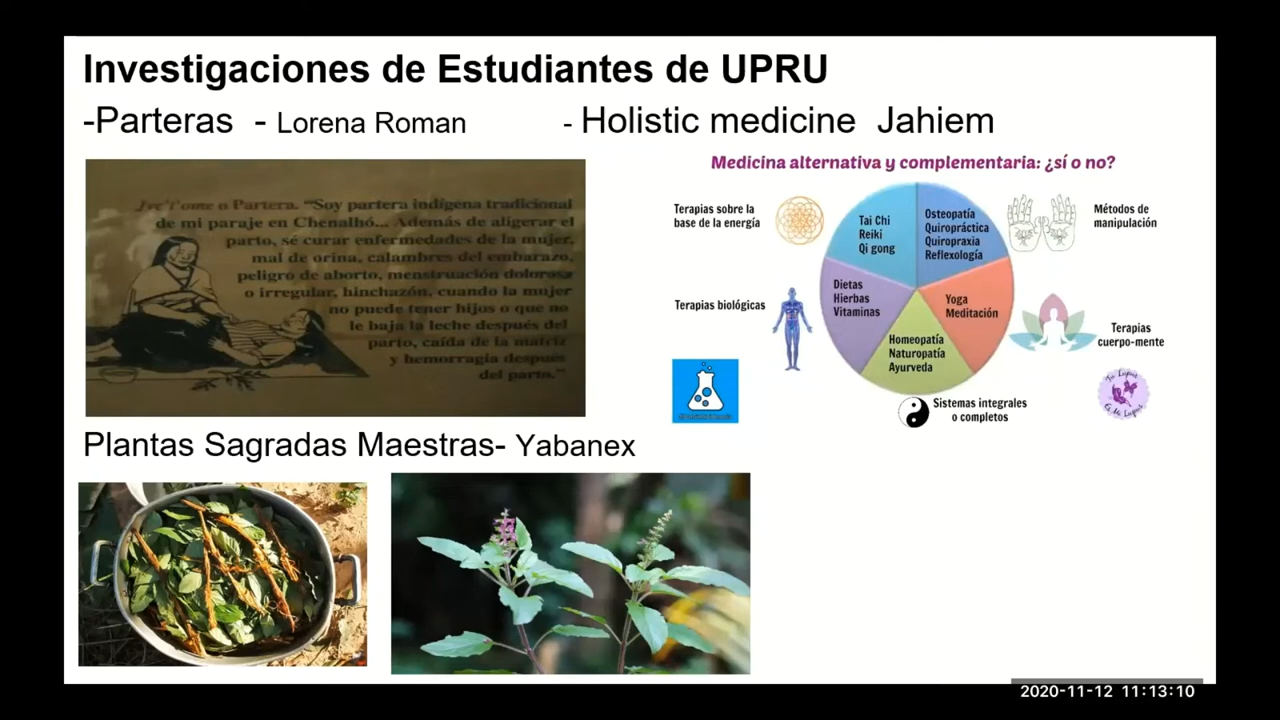 Investigaciones de Estudiantes de UPRU
-Parteras - Lorena Roman
- Holistic medicine Jahiem
o Partera. "Soy partera indígena tradicional
de mi paraje en Chenalhó... Además de aligerar el
parto, sé curar enfermedades de la mujer,
mal de orina, calambres del embarazo,
peligro de aborto, menstruación dolorosa
o irregular, hinchazón, cuando la mujer
no puede tener hijos o que no
le baja la leche después del
parto, caída de la matriz
y hemorragia después
del parto."
Medicina alternativa y complementaria: ¿sí o no?
Terapias sobre la
base de la energía
Tai Chi
Reiki
Qi gong
Osteopatía
Quiropráctica
Quiropraxia
Reflexología
Métodos de
manipulación
Terapias biológicas
Dietas
Hierbas
Vitaminas
Yoga
Meditación
Terapias
cuerpo-mente
Homeopatía
Naturopatía
Ayurveda
Sistemas integrales
o completos
Tu Lupus
Es Mi Lupus
Plantas Sagradas Maestras- Yabanex
2020-11-12 11:13:10